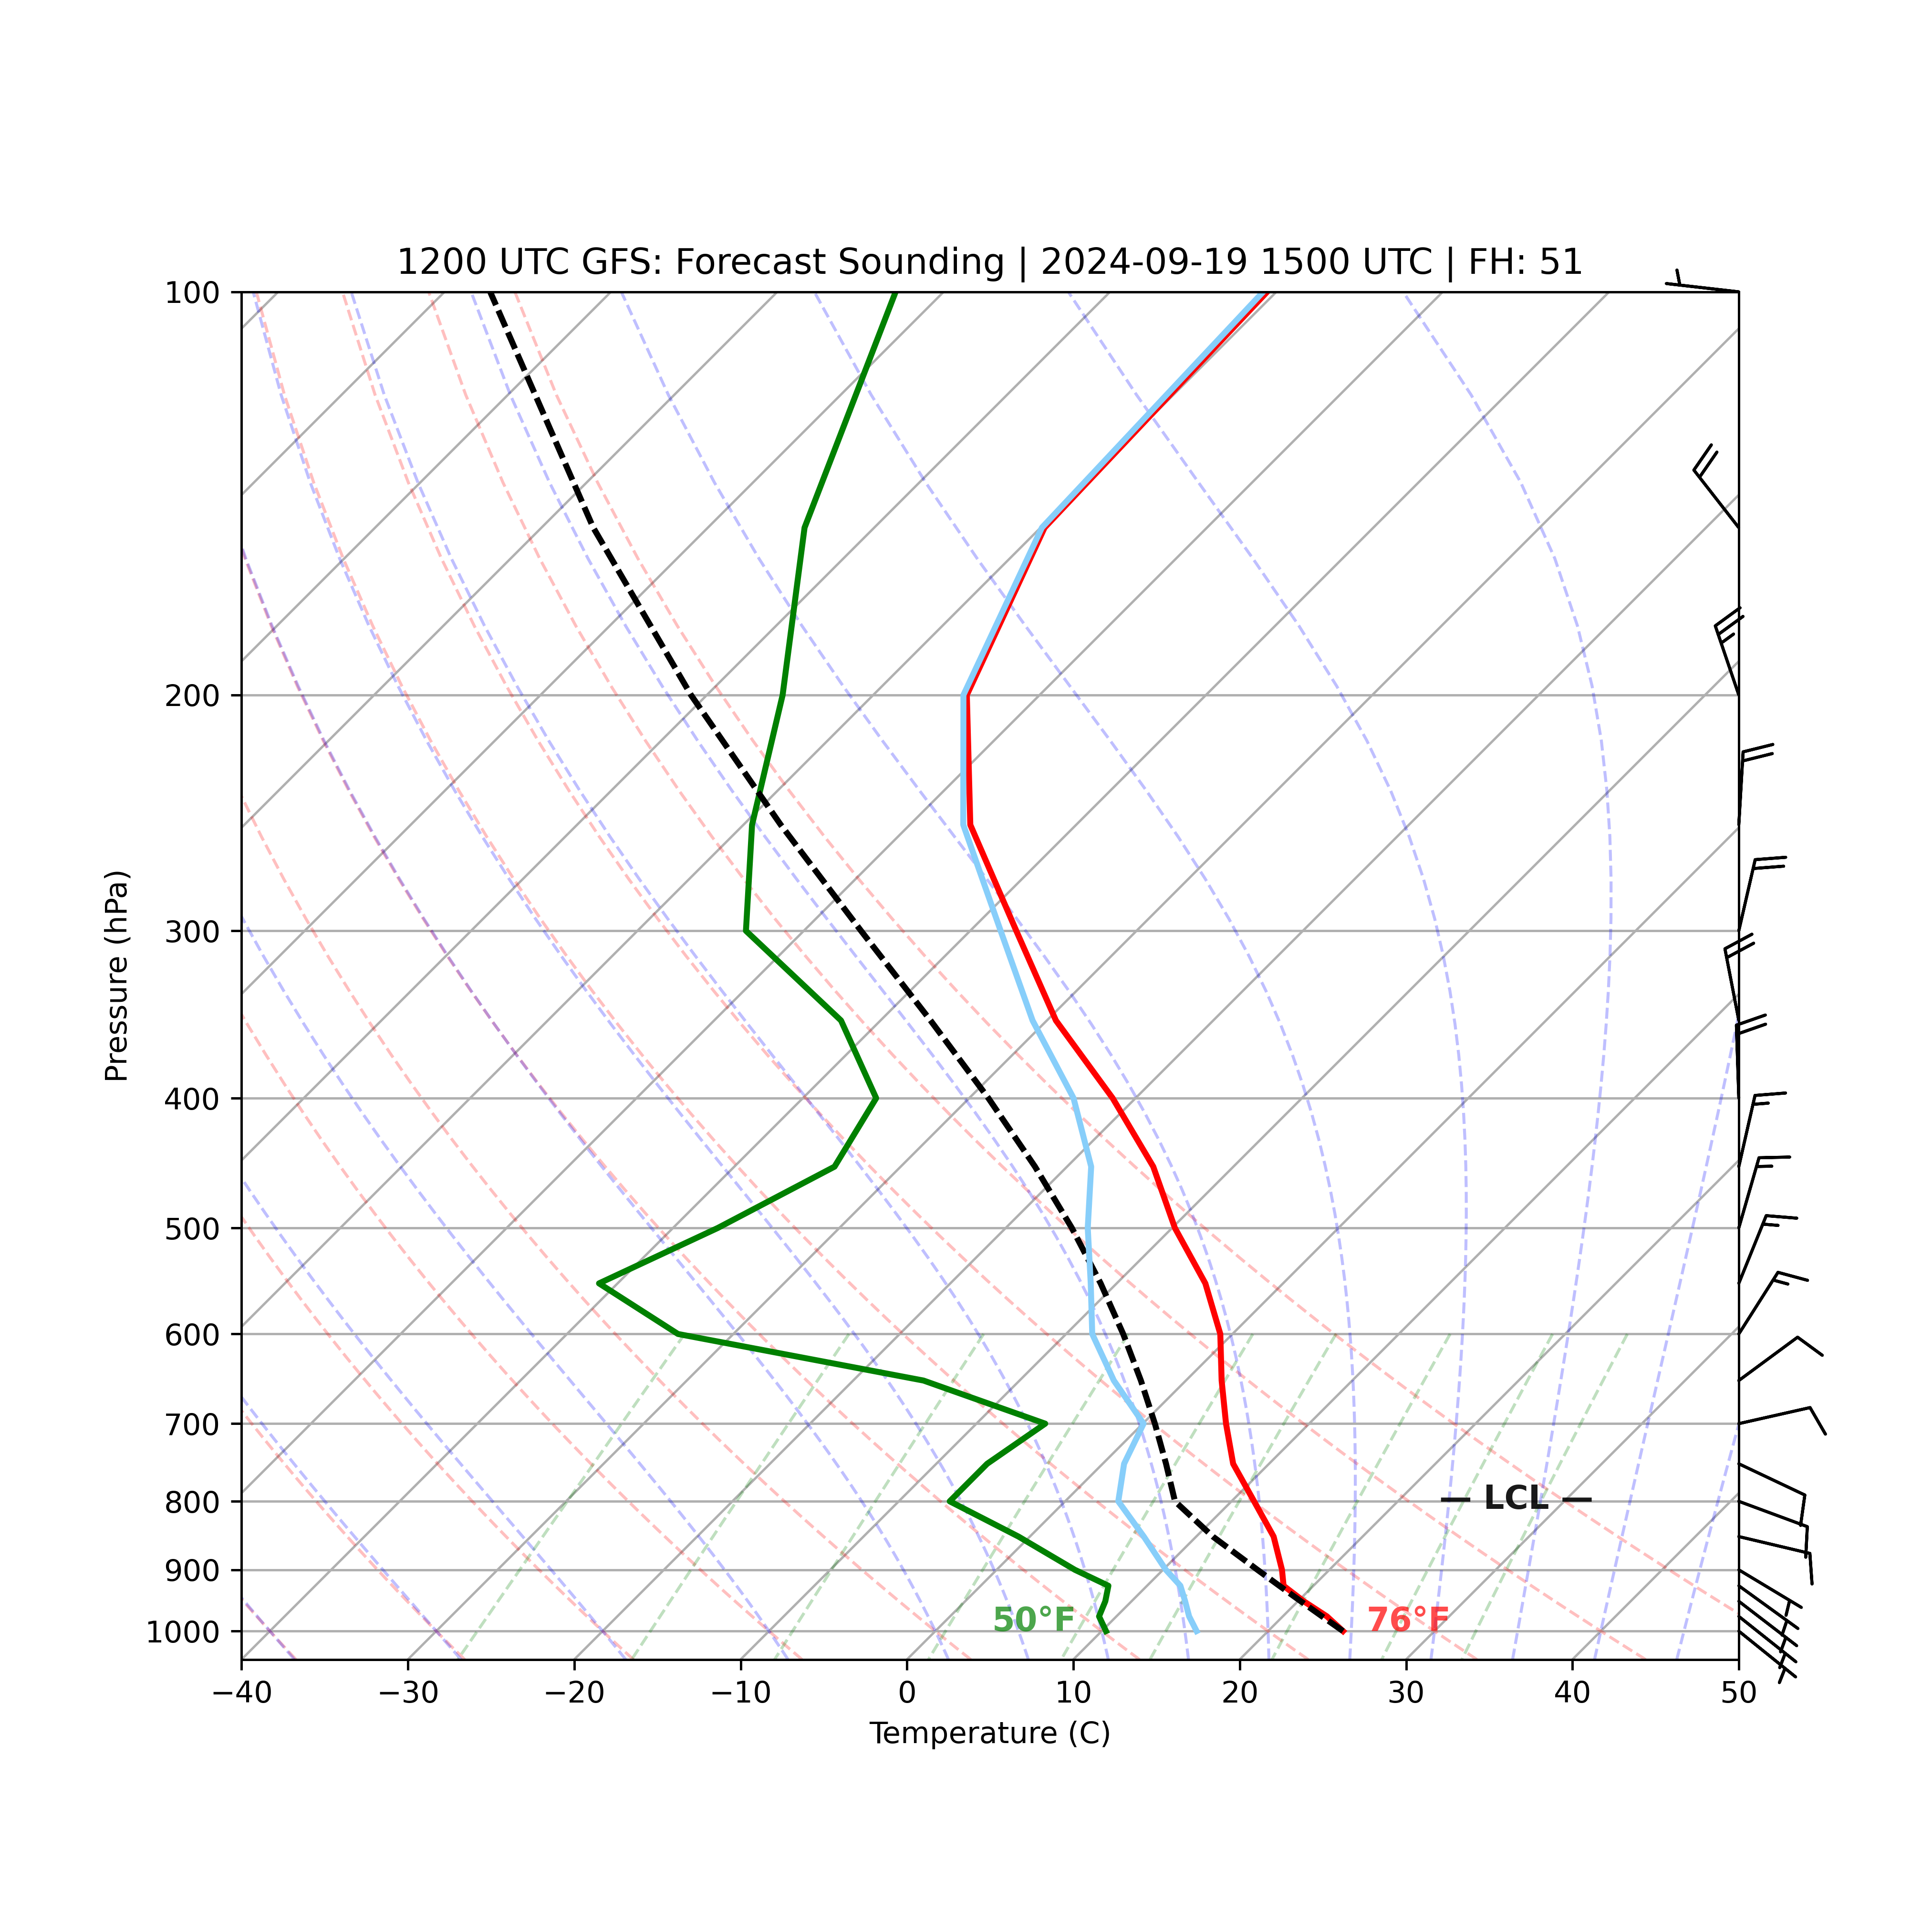 1200 UTC GFS: Forecast Sounding | 2024-09-19 1500 UTC | FH: 51
100
200
300
400
500
600
700
800
900
1000
Pressure (hPa)
LCL
50°F
76°F
−40 −30 −20 −10 0 10 20 30 40 50
Temperature (C)